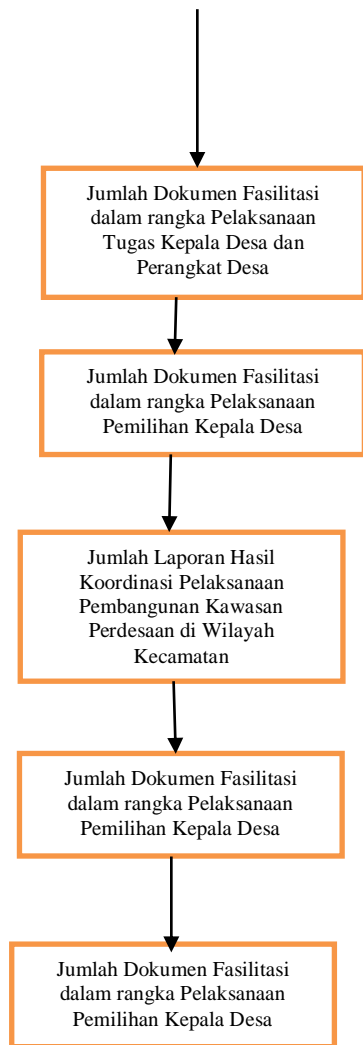 Jumlah Dokumen Fasilitasi
dalam rangka Pelaksanaan
Tugas Kepala Desa dan
Perangkat Desa
Jumlah Dokumen Fasilitasi
dalam rangka Pelaksanaan
Pemilihan Kepala Desa
Jumlah Laporan Hasil
Koordinasi Pelaksanaan
Pembangunan Kawasan
Perdesaan di Wilayah
Kecamatan
Jumlah Dokumen Fasilitasi
dalam rangka Pelaksanaan
Pemilihan Kepala Desa
Jumlah Dokumen Fasilitasi
dalam rangka Pelaksanaan
Pemilihan Kepala Desa